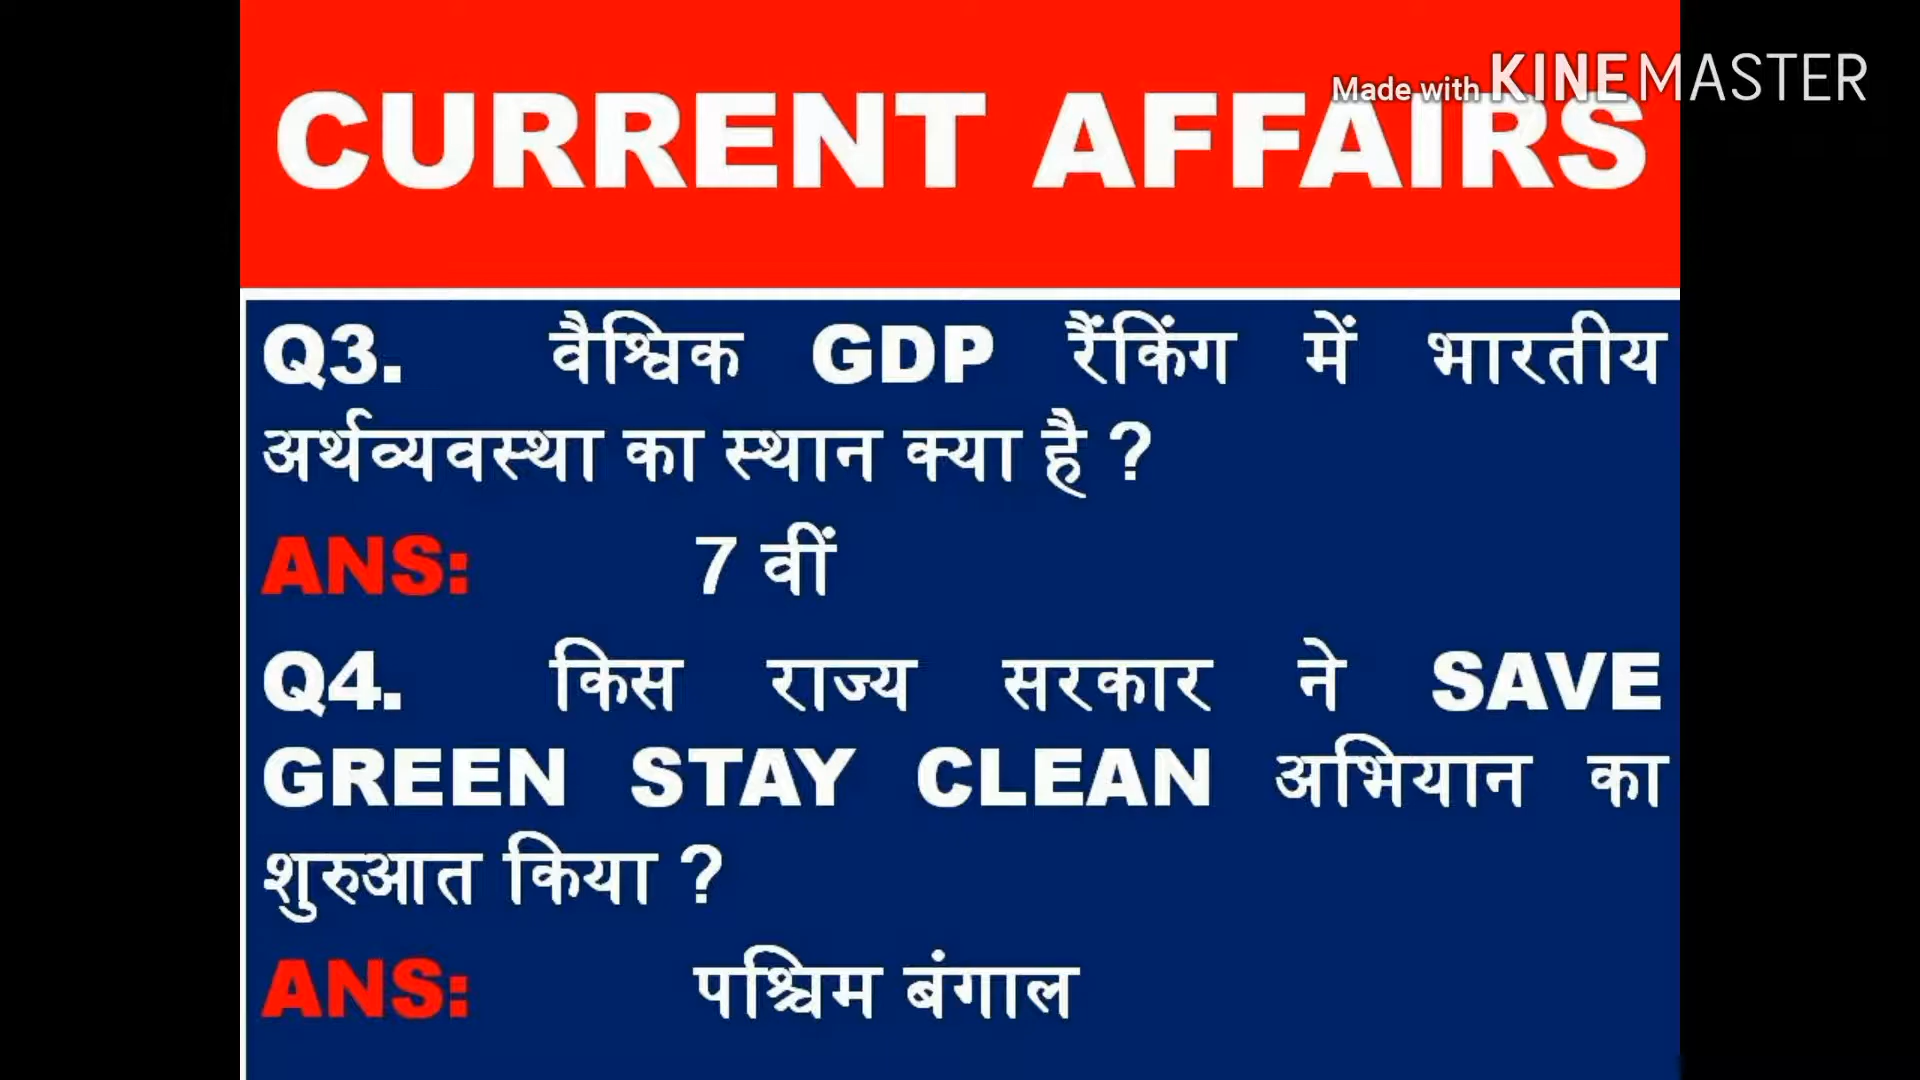 Made with KINEMASTER
CURRENT AFFAIRS
Q3. वैश्विक GDP रैंकिंग में भारतीय
अर्थव्यवस्था का स्थान क्या है ?
ANS: 7 वीं
Q4. किस राज्य सरकार ने SAVE
GREEN STAY CLEAN अभियान का
शुरुआत किया ?
ANS: पश्चिम बंगाल